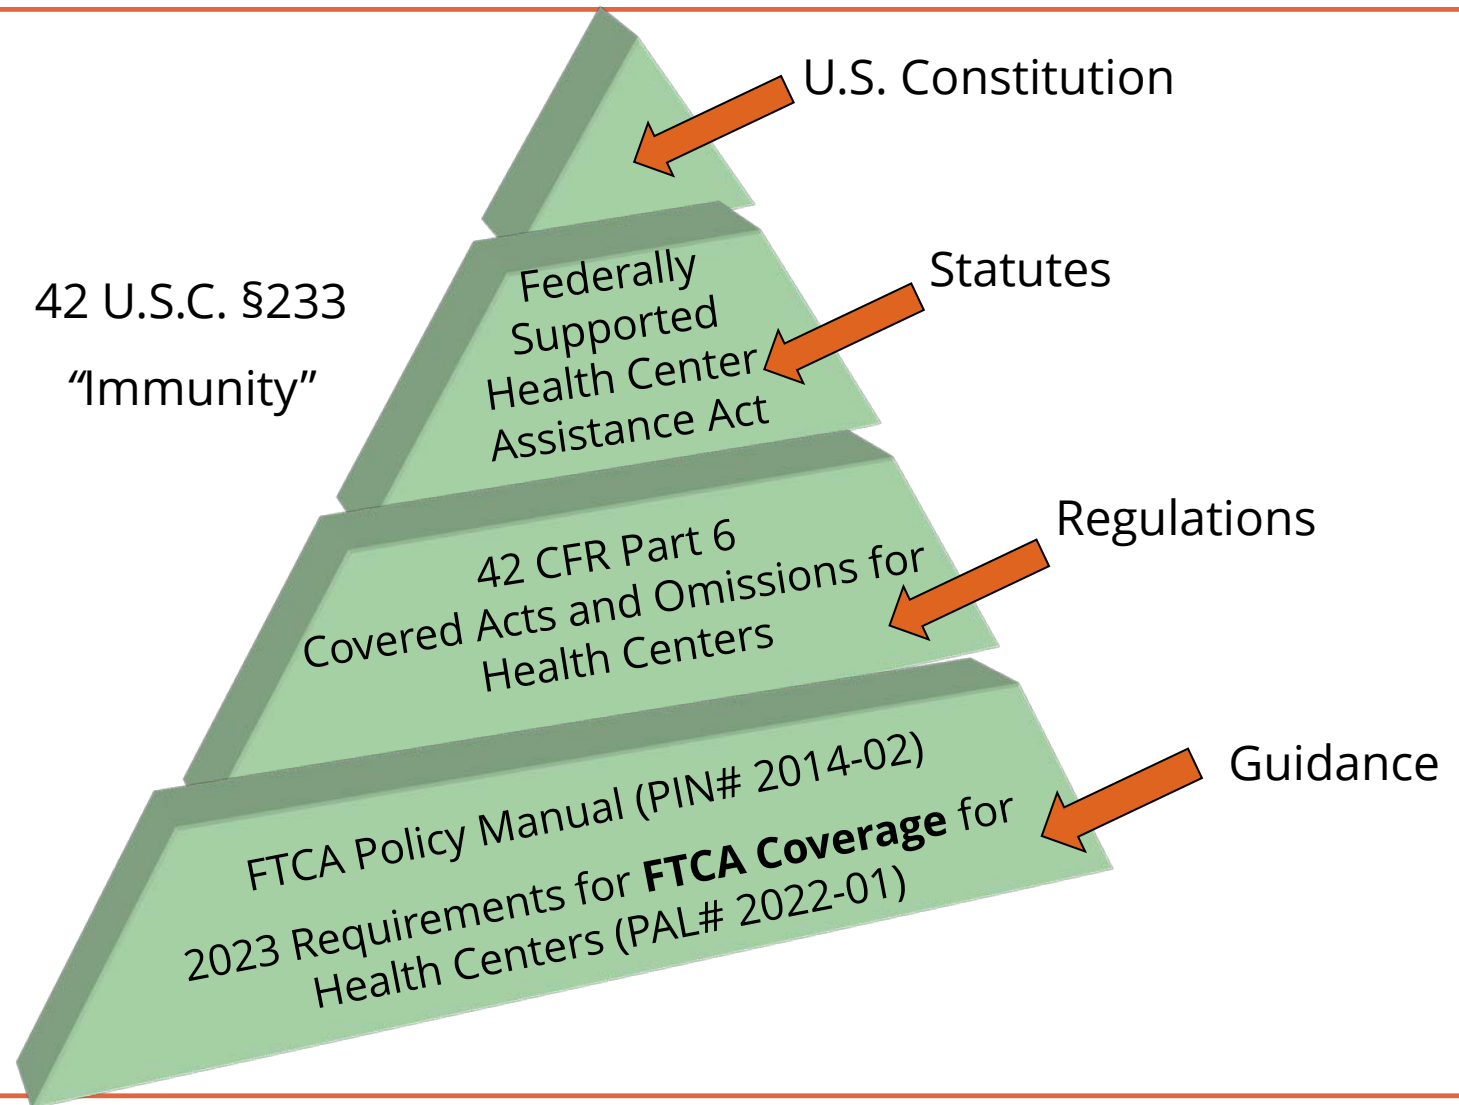 U.S. Constitution
42 U.S.C. §233
“Immunity”
Federally
Supported
Health Center
Assistance Act
Statutes
42 CFR Part 6
Covered Acts and Omissions for
Health Centers
Regulations
FTCA Policy Manual (PIN# 2014-02)
2023 Requirements for FTCA Coverage for
Health Centers (PAL# 2022-01)
Guidance